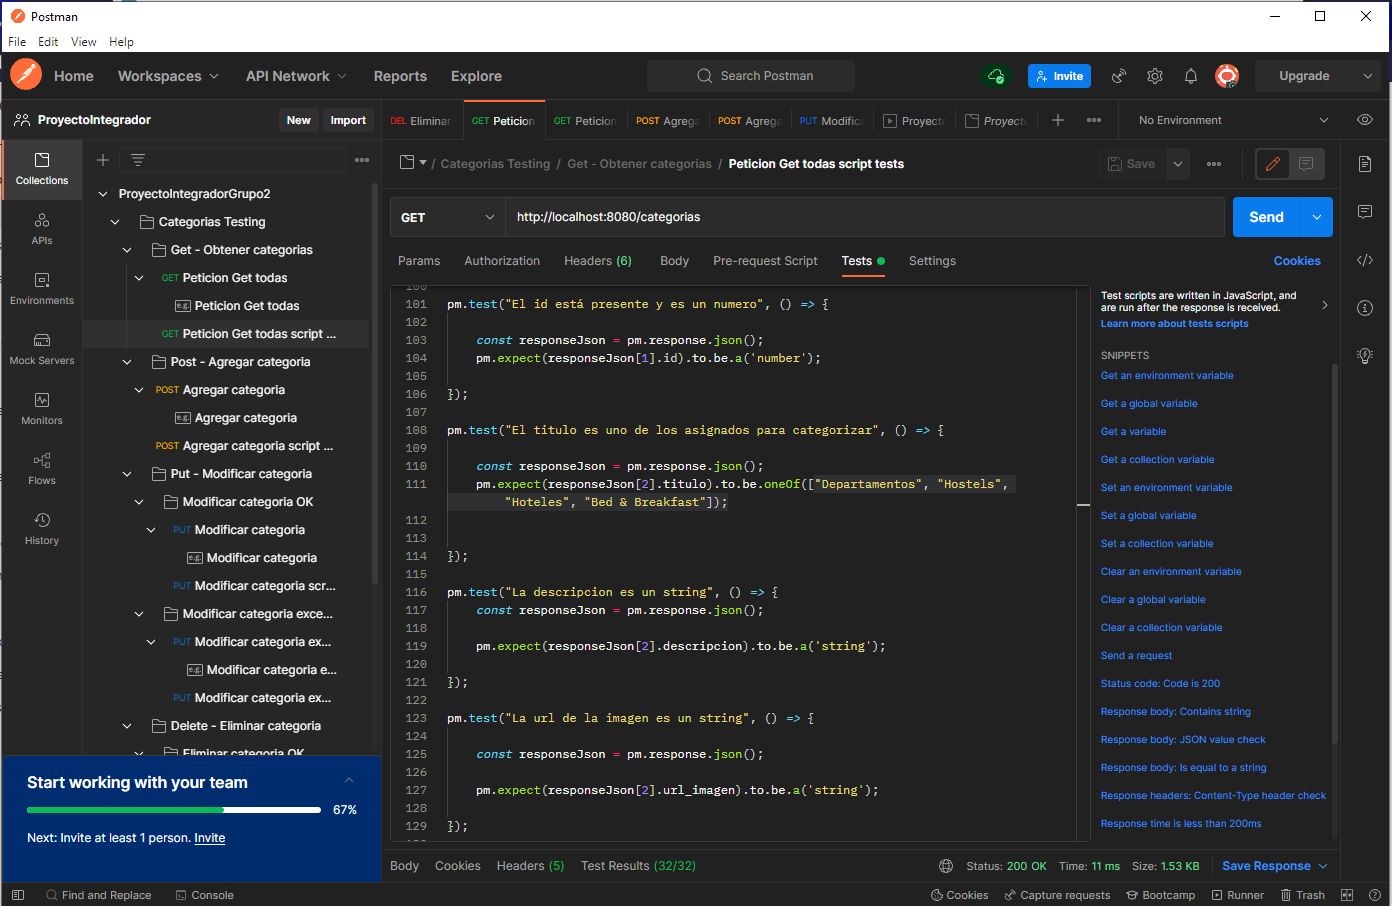 Postman
File Edit View Help
Home Workspaces API Network Reports Explore Search Postman Invite Upgrade
ProyectoIntegrador New Import
DEL Eliminar GET Peticion GET Peticion POST Agrega POST Agrega PUT Modific Proyect Proyect No Environment
Collections
APIs
Environments
Mock Servers
Monitors
Flows
History
ProyectoIntegradorGrupo2
Categorias Testing
Get - Obtener categorias
GET Peticion Get todas
e.g. Peticion Get todas
GET Peticion Get todas script ...
Post - Agregar categoria
POST Agregar categoria
e.g. Agregar categoria
POST Agregar categoria script ...
Put - Modificar categoria
Modificar categoria OK
PUT Modificar categoria
e.g. Modificar categoria
PUT Modificar categoria scr...
Modificar categoria exce...
PUT Modificar categoria ex...
e.g. Modificar categoria e...
PUT Modificar categoria ex...
Delete - Eliminar categoria
Eliminar categoria OK
Start working with your team
67%
Next: Invite at least 1 person. Invite
/ Categorias Testing / Get - Obtener categorias / Peticion Get todas script tests Save
GET http://localhost:8080/categorias Send
Params Authorization Headers (6) Body Pre-request Script Tests Settings Cookies
100
101 pm.test("El id está presente y es un numero", () => {
102
103 const responseJson = pm.response.json();
104 pm.expect(responseJson[1].id).to.be.a('number');
105
106 });
107
108 pm.test("El titulo es uno de los asignados para categorizar", () => {
109
110 const responseJson = pm.response.json();
111 pm.expect(responseJson[2].titulo).to.be.oneOf(["Departamentos", "Hostels",
"Hoteles", "Bed & Breakfast"]);
112
113
114 });
115
116 pm.test("La descripcion es un string", () => {
117 const responseJson = pm.response.json();
118
119 pm.expect(responseJson[2].descripcion).to.be.a('string');
120
121 });
122
123 pm.test("La url de la imagen es un string", () => {
124
125 const responseJson = pm.response.json();
126
127 pm.expect(responseJson[2].url_imagen).to.be.a('string');
128
129 });
Test scripts are written in JavaScript, and
are run after the response is received.
Learn more about tests scripts
SNIPPETS
Get an environment variable
Get a global variable
Get a variable
Get a collection variable
Set an environment variable
Set a global variable
Set a collection variable
Clear an environment variable
Clear a global variable
Clear a collection variable
Send a request
Status code: Code is 200
Response body: Contains string
Response body: JSON value check
Response body: Is equal to a string
Response headers: Content-Type header check
Response time is less than 200ms
Body Cookies Headers (5) Test Results (32/32) Status: 200 OK Time: 11 ms Size: 1.53 KB Save Response
Find and Replace Console Cookies Capture requests Bootcamp Runner Trash